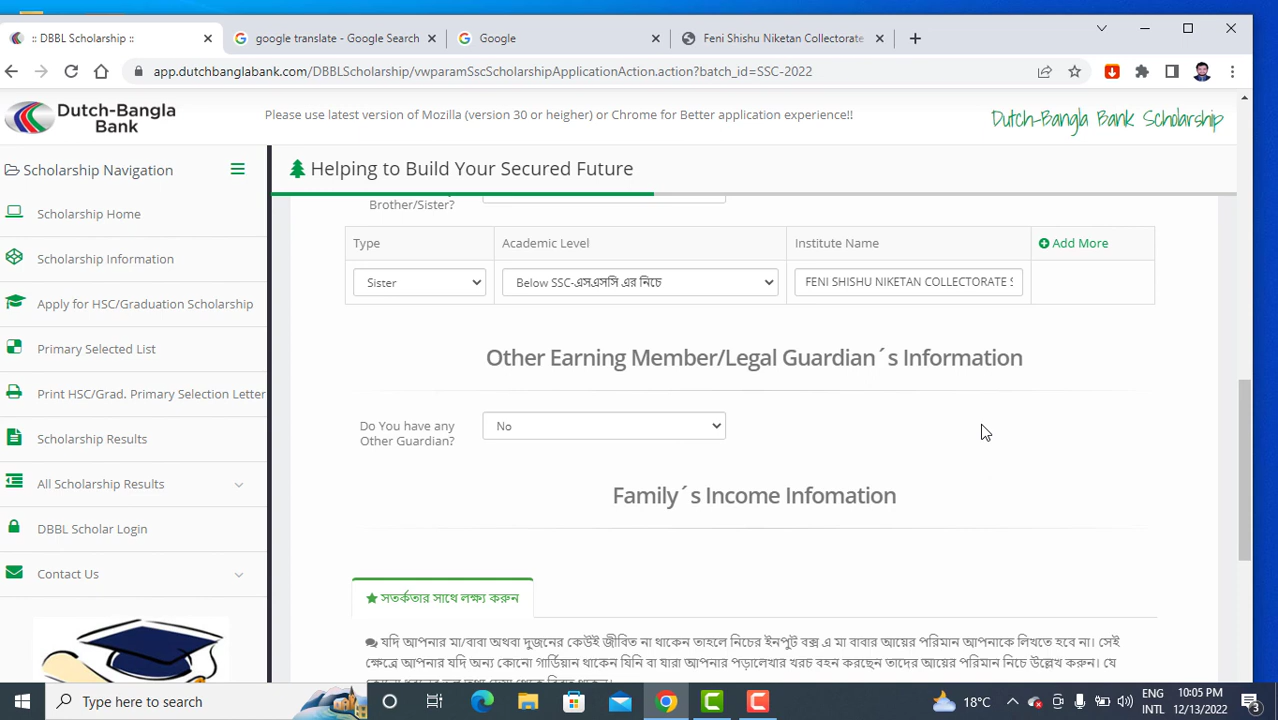 :: DBBL Scholarship ::
google translate - Google Search
Google
Feni Shishu Niketan Collectorate
app.dutchbanglabank.com/DBBLScholarship/vwparamSscScholarshipApplicationAction.action?batch_id=SSC-2022
Dutch-Bangla
Bank
Please use latest version of Mozilla (version 30 or heigher) or Chrome for Better application experience!!
Dutch-Bangla Bank Scholarship
Scholarship Navigation
Helping to Build Your Secured Future
Scholarship Home
Scholarship Information
Apply for HSC/Graduation Scholarship
Primary Selected List
Print HSC/Grad. Primary Selection Letter
Scholarship Results
All Scholarship Results
DBBL Scholar Login
Contact Us
Brother/Sister?
Type
Academic Level
Institute Name
Add More
Sister
Below SSC-এসএসসি এর নিচে
FENI SHISHU NIKETAN COLLECTORATE S
Other Earning Member/Legal Guardian´s Information
Do You have any
Other Guardian?
No
Family´s Income Infomation
সতর্কতার সাথে লক্ষ্য করুন
যদি আপনার মা/বাবা অথবা দুজনের কেউই জীবিত না থাকেন তাহলে নিচের ইনপুট বক্স এ মা বাবার আয়ের পরিমান আপনাকে লিখতে হবে না। সেই
ক্ষেত্রে আপনার যদি অন্য কোনো গার্ডিয়ান থাকেন যিনি বা যারা আপনার পড়ালেখার খরচ বহন করছেন তাদের আয়ের পরিমান নিচে উল্লেখ করুন। যে
Type here to search
18°C
ENG
INTL
10:05 PM
12/13/2022
3